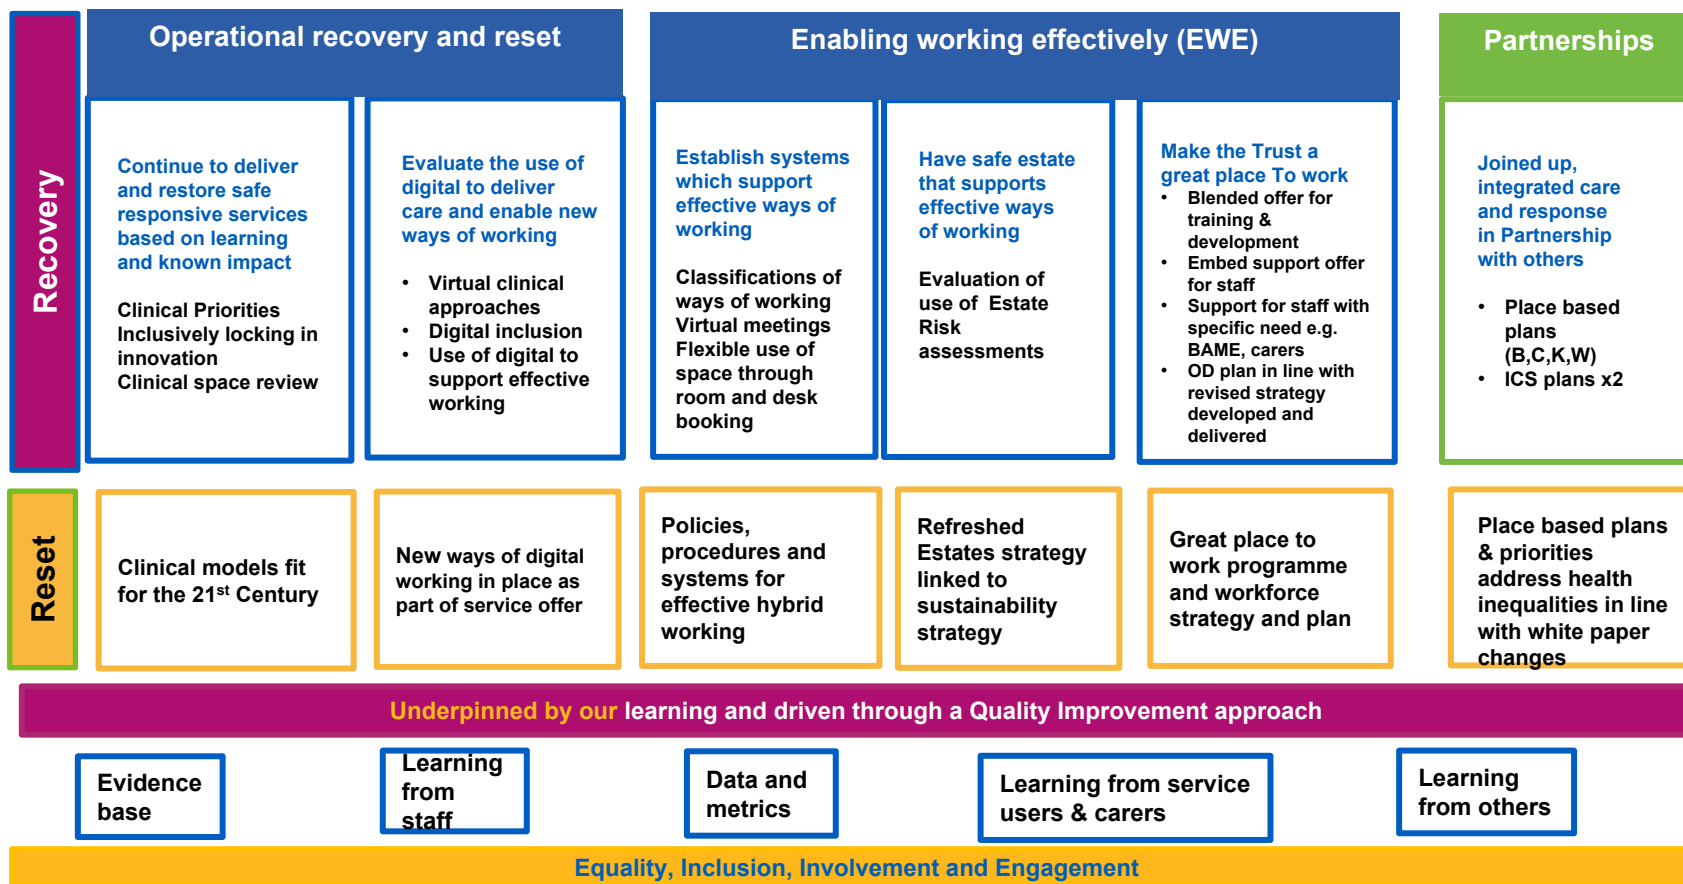 Operational recovery and reset
Enabling working effectively (EWE)
Partnerships
Recovery
Continue to deliver
and restore safe
responsive services
based on learning
and known impact
Clinical Priorities
Inclusively locking in
innovation
Clinical space review
Evaluate the use of
digital to deliver
care and enable new
ways of working
• Virtual clinical
approaches
• Digital inclusion
• Use of digital to
support effective
working
Establish systems
which support
effective ways of
working
Classifications of
ways of working
Virtual meetings
Flexible use of
space through
room and desk
booking
Have safe estate
that supports
effective ways
of working
Evaluation of
use of Estate
Risk
assessments
Make the Trust a
great place To work
• Blended offer for
training &
development
• Embed support offer
for staff
• Support for staff with
specific need e.g.
BAME, carers
• OD plan in line with
revised strategy
developed and
delivered
Joined up,
integrated care
and response
in Partnership
with others
• Place based
plans
(B,C,K,W)
• ICS plans x2
Reset
Clinical models fit
for the 21st Century
New ways of digital
working in place as
part of service offer
Policies,
procedures and
systems for
effective hybrid
working
Refreshed
Estates strategy
linked to
sustainability
strategy
Great place to
work programme
and workforce
strategy and plan
Place based plans
& priorities
address health
inequalities in line
with white paper
changes
Underpinned by our learning and driven through a Quality Improvement approach
Evidence
base
Learning
from
staff
Data and
metrics
Learning from service
users & carers
Learning
from others
Equality, Inclusion, Involvement and Engagement